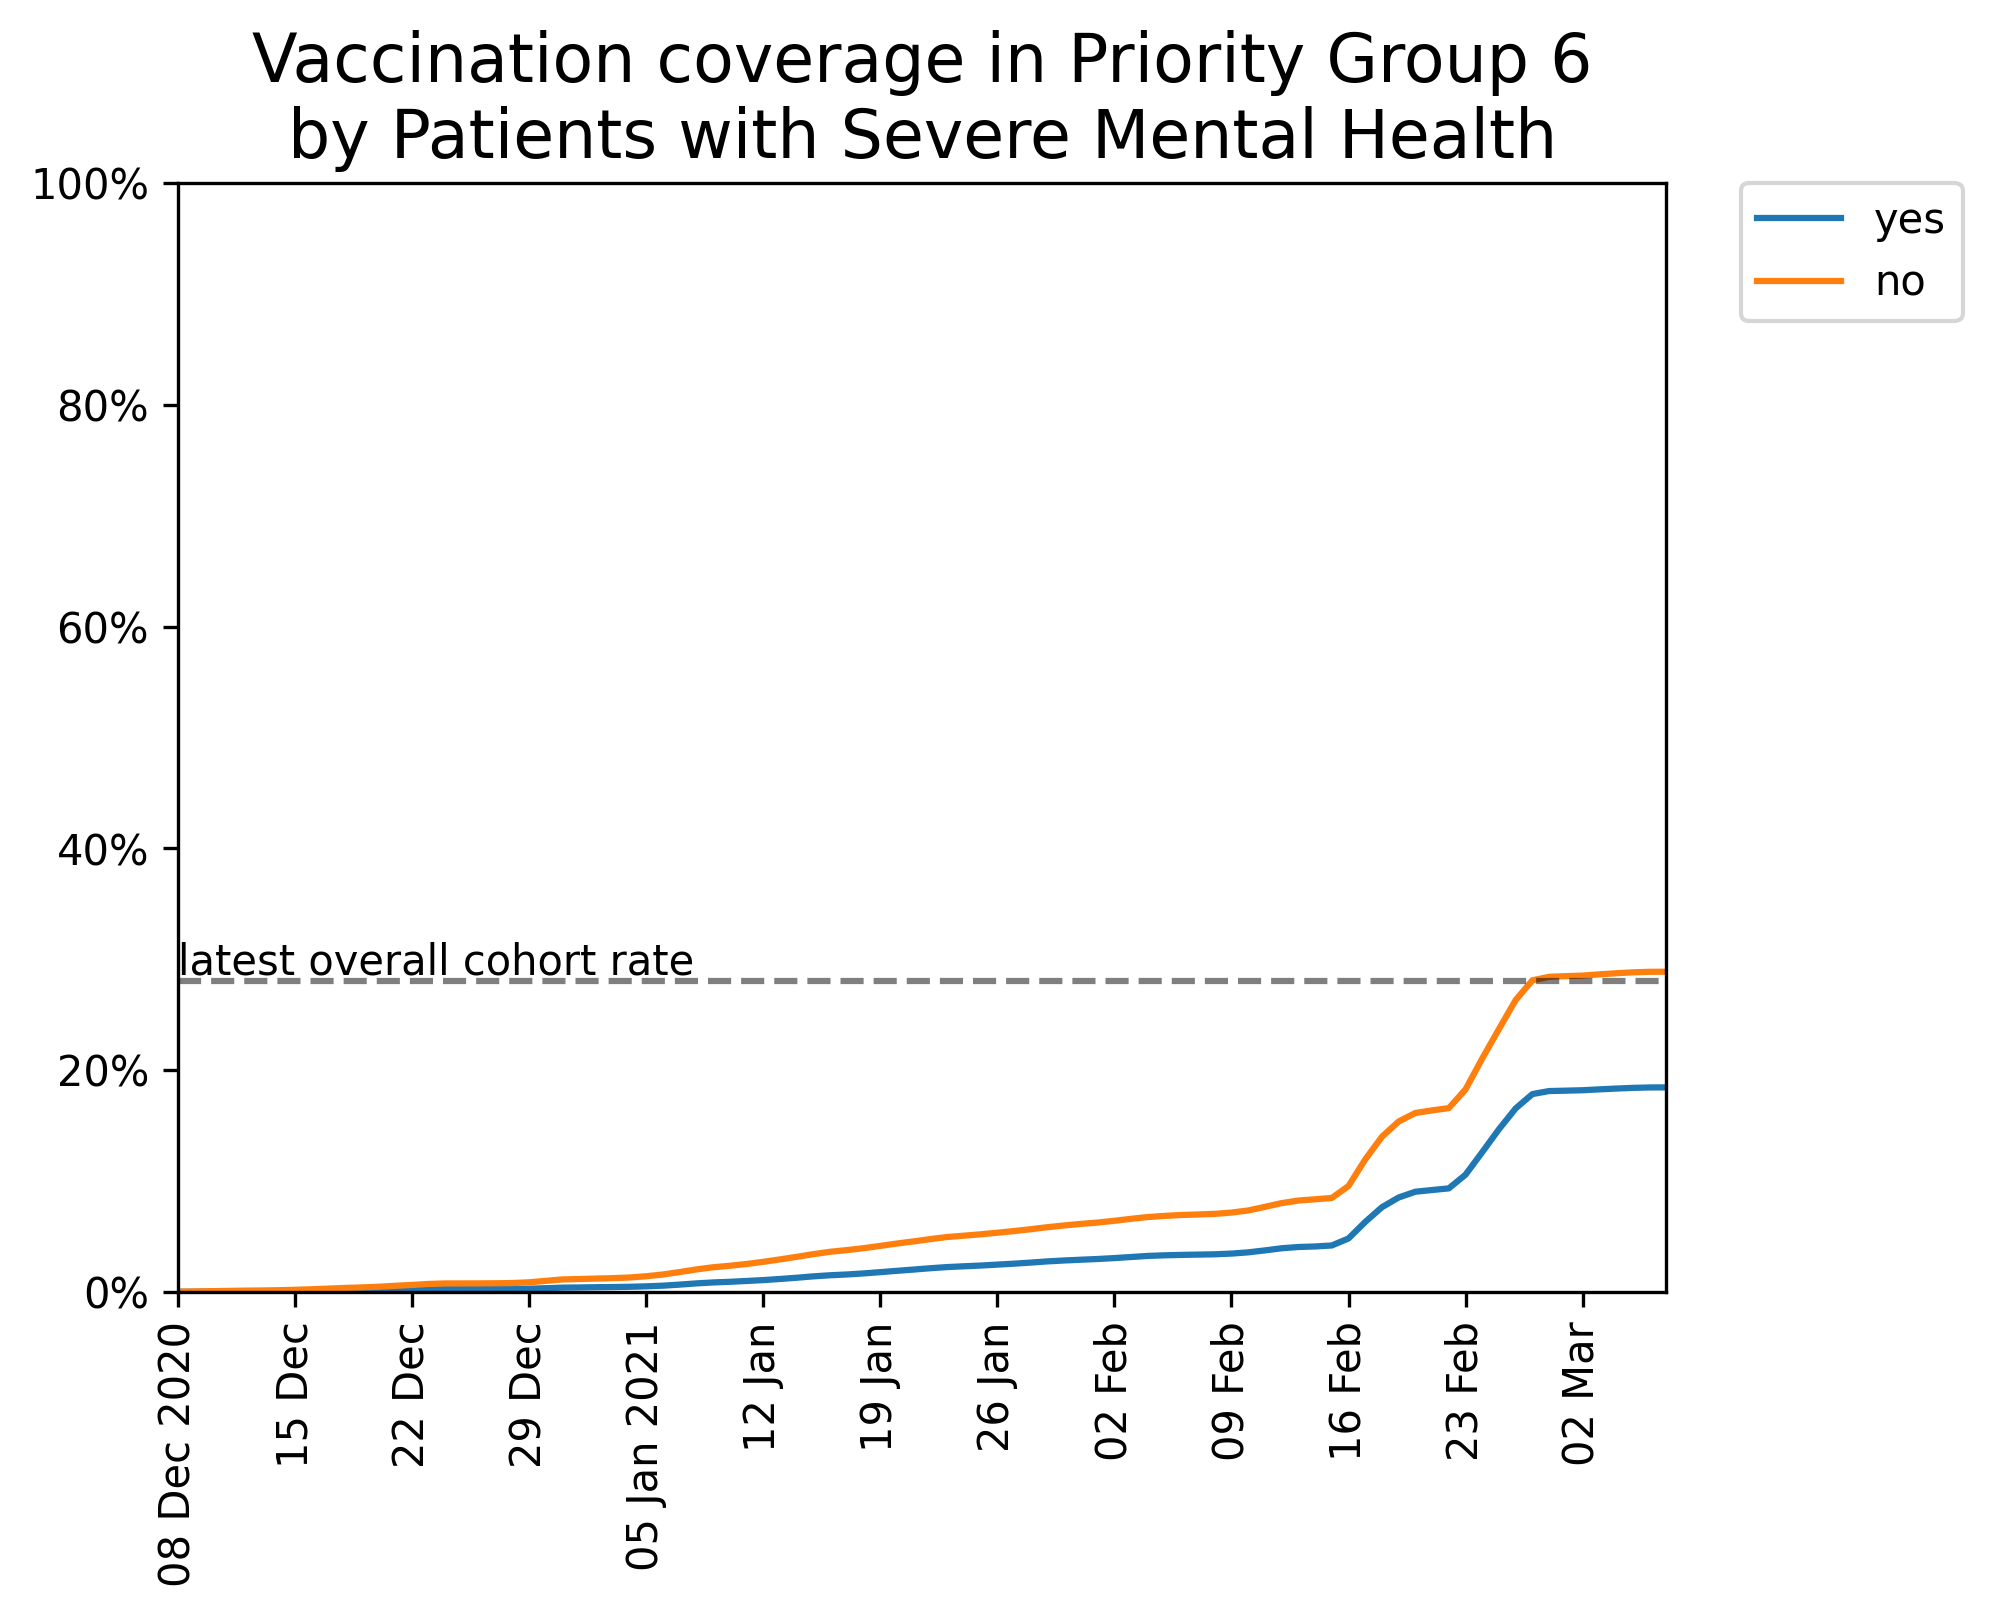 Vaccination coverage in Priority Group 6
by Patients with Severe Mental Health
100%
80%
60%
40%
20%
0%
latest overall cohort rate
yes
no
08 Dec 2020
15 Dec
22 Dec
29 Dec
05 Jan 2021
12 Jan
19 Jan
26 Jan
02 Feb
09 Feb
16 Feb
23 Feb
02 Mar